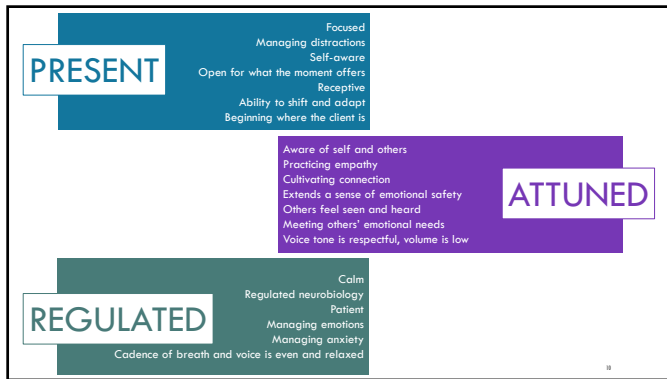 PRESENT
Focused
Managing distractions
Self-aware
Open for what the moment offers
Receptive
Ability to shift and adapt
Beginning where the client is
Aware of self and others
Practicing empathy
Cultivating connection
Extends a sense of emotional safety
Others feel seen and heard
Meeting others' emotional needs
Voice tone is respectful, volume is low
ATTUNED
REGULATED
Calm
Regulated neurobiology
Patient
Managing emotions
Managing anxiety
Cadence of breath and voice is even and relaxed